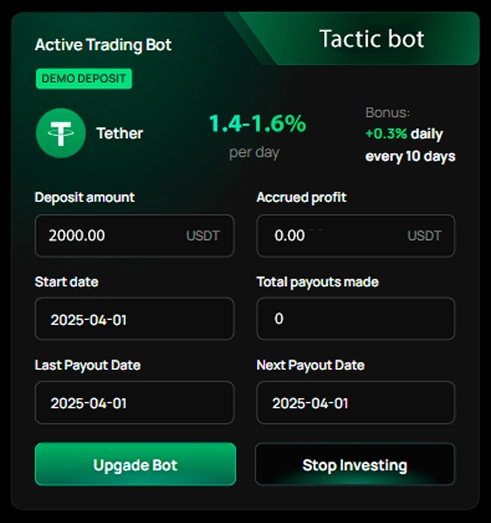 Active Trading Bot
Tactic bot
DEMO DEPOSIT
Tether
1.4-1.6%
per day
Bonus:
+0.3% daily
every 10 days
Deposit amount
Accrued profit
2000.00 USDT
0.00 USDT
Start date
Total payouts made
2025-04-01
0
Last Payout Date
Next Payout Date
2025-04-01
2025-04-01
Upgade Bot
Stop Investing